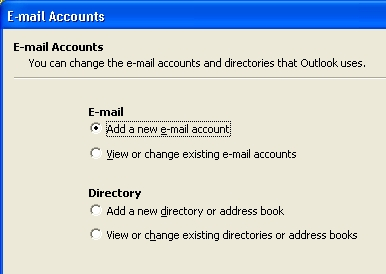 E-mail Accounts
E-mail Accounts
You can change the e-mail accounts and directories that Outlook uses.
E-mail
Add a new e-mail account
View or change existing e-mail accounts
Directory
Add a new directory or address book
View or change existing directories or address books